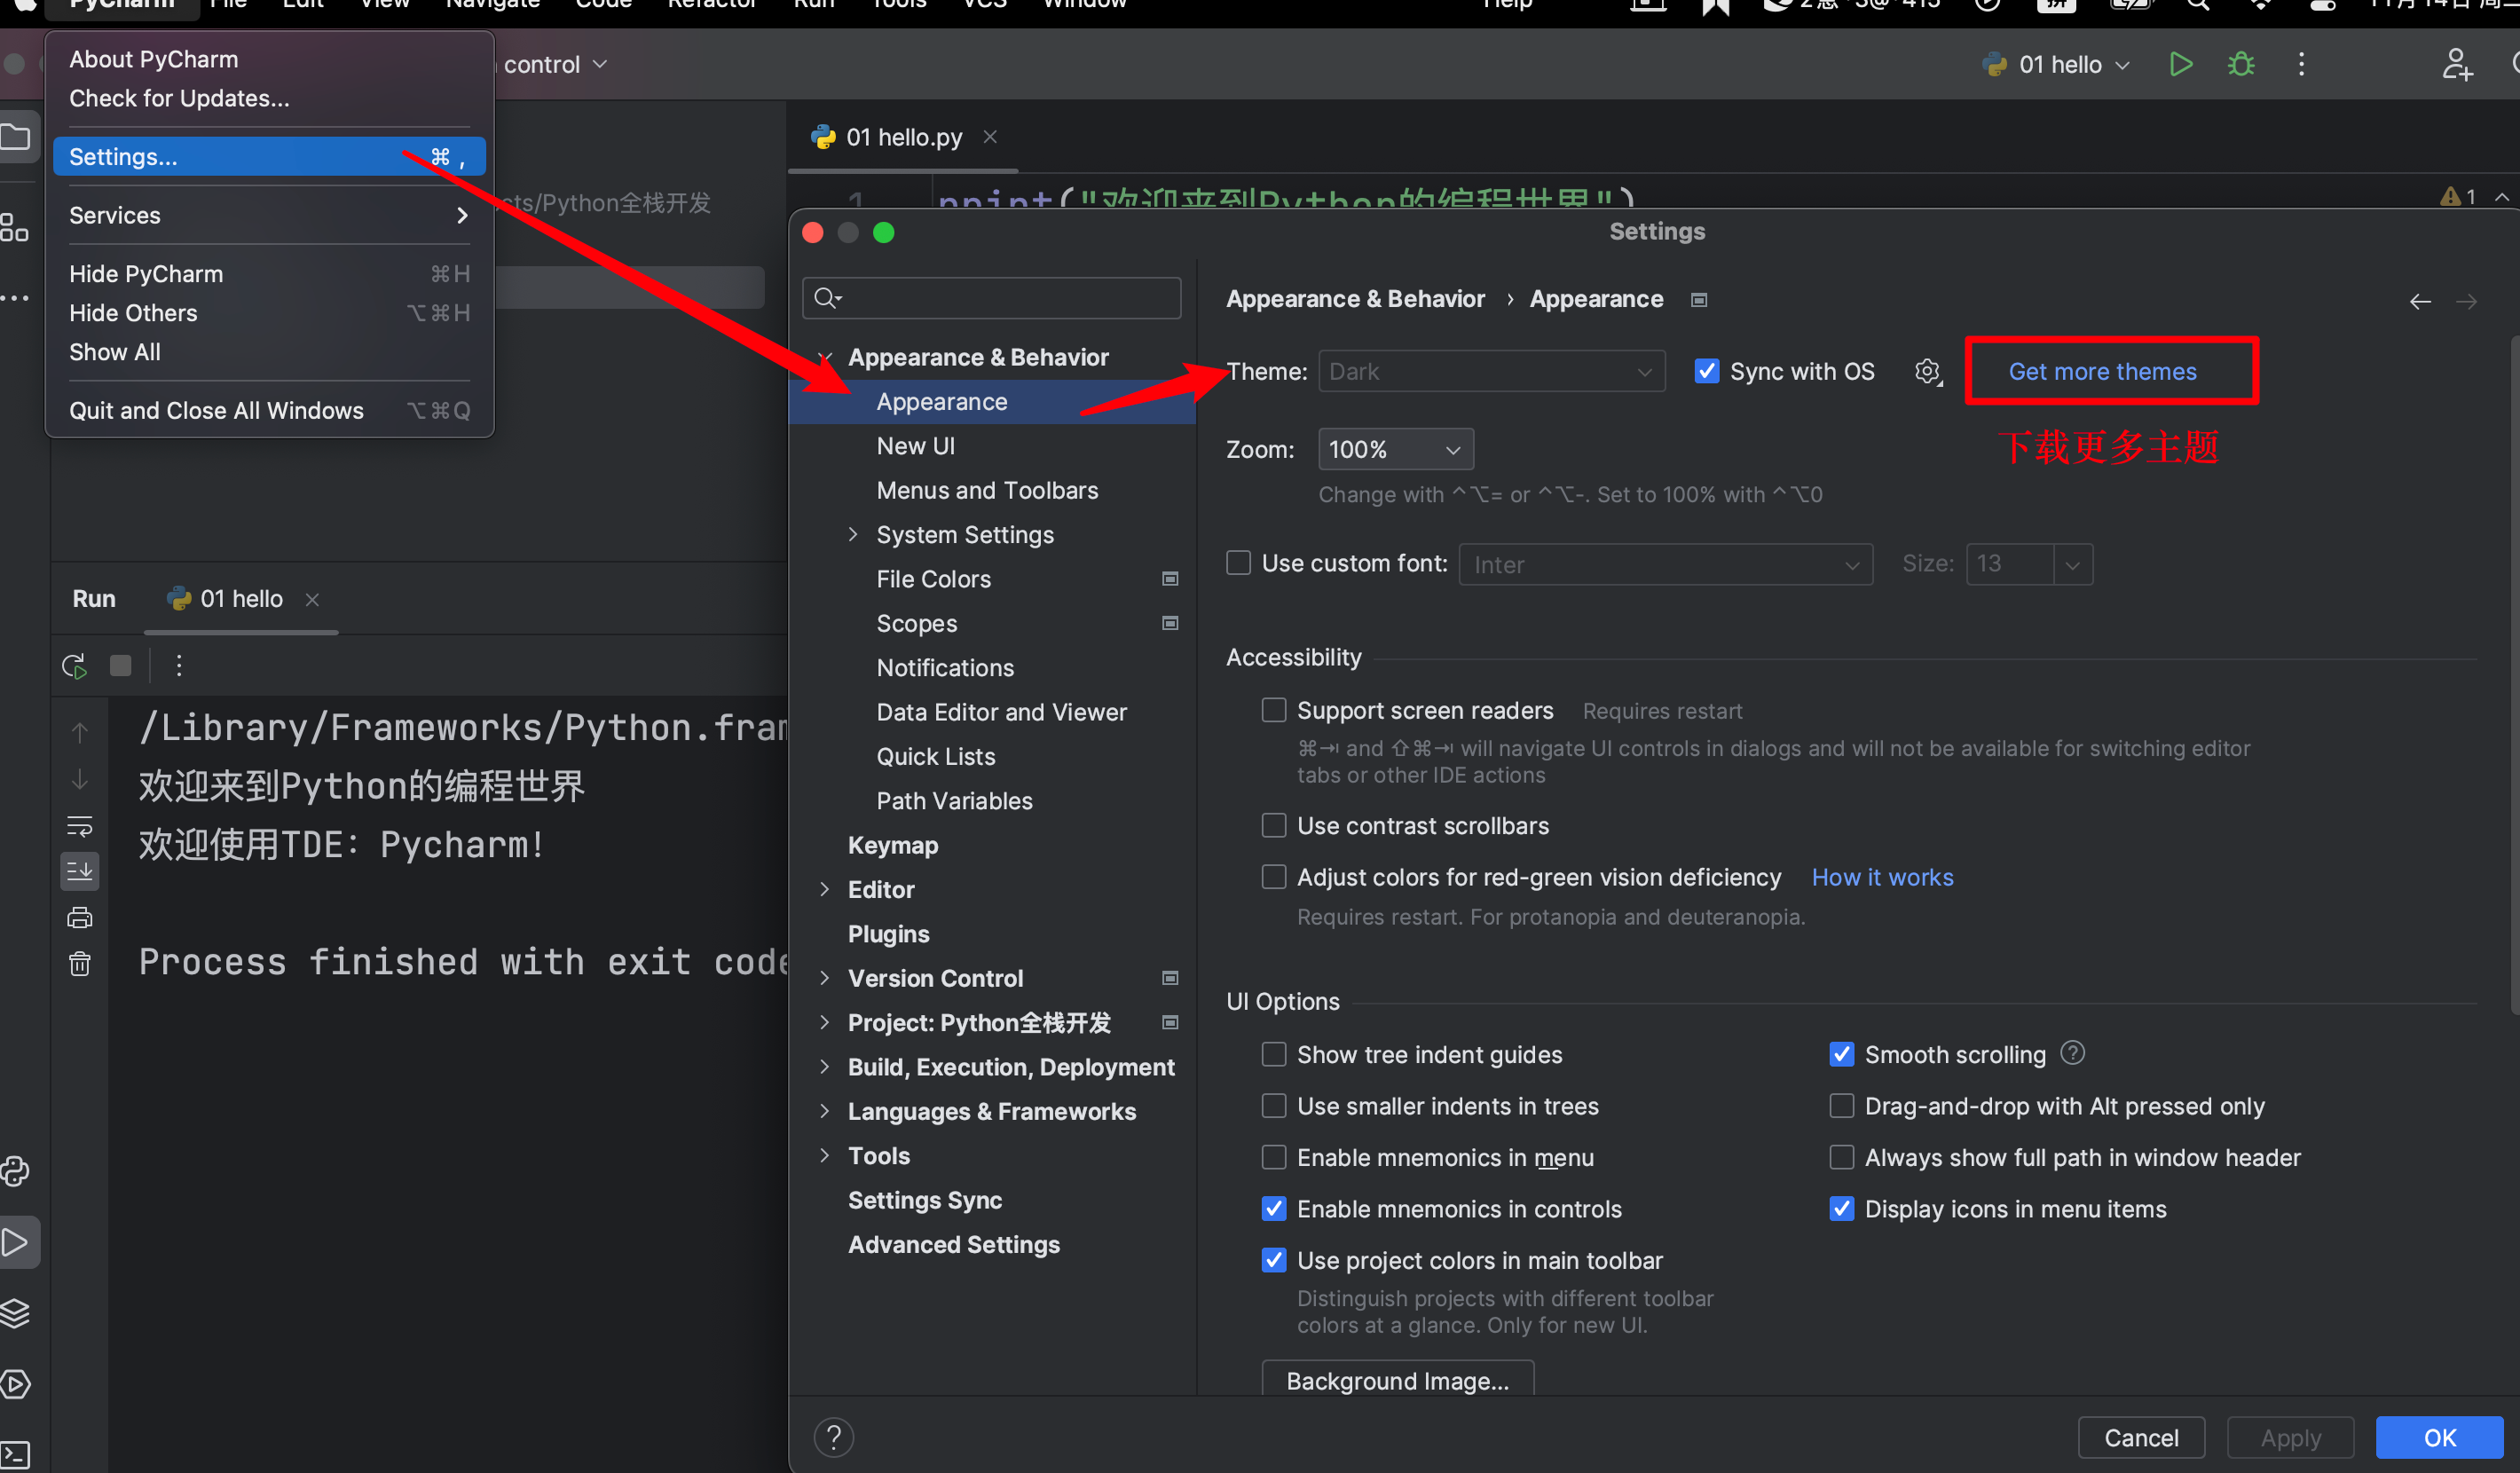 PyCharm File Edit View Navigate Code Refactor Run Tools VCS Window Help
About PyCharm
Check for Updates...
Settings... ⌘ ,
Services
Hide PyCharm ⌘H
Hide Others ⌥⌘H
Show All
Quit and Close All Windows ⌥⌘Q
control
01 hello
01 hello.py
1 print("欢迎来到Python的编程世界")
1
sts/Python全栈开发
Run 01 hello
/Library/Frameworks/Python.fram
欢迎来到Python的编程世界
欢迎使用TDE: Pycharm!
Process finished with exit code
Settings
Appearance & Behavior
Appearance
New UI
Menus and Toolbars
System Settings
File Colors
Scopes
Notifications
Data Editor and Viewer
Quick Lists
Path Variables
Keymap
Editor
Plugins
Version Control
Project: Python全栈开发
Build, Execution, Deployment
Languages & Frameworks
Tools
Settings Sync
Advanced Settings
Appearance & Behavior › Appearance
Theme: Dark Sync with OS Get more themes
下载更多主题
Zoom: 100%
Change with ^⌥= or ^⌥-. Set to 100% with ^⌥0
Use custom font: Inter Size: 13
Accessibility
Support screen readers Requires restart
⌘⇥ and ⇧⌘⇥ will navigate UI controls in dialogs and will not be available for switching editor
tabs or other IDE actions
Use contrast scrollbars
Adjust colors for red-green vision deficiency How it works
Requires restart. For protanopia and deuteranopia.
UI Options
Show tree indent guides Smooth scrolling ?
Use smaller indents in trees Drag-and-drop with Alt pressed only
Enable mnemonics in menu Always show full path in window header
Enable mnemonics in controls Display icons in menu items
Use project colors in main toolbar
Distinguish projects with different toolbar
colors at a glance. Only for new UI.
Background Image...
? Cancel Apply OK